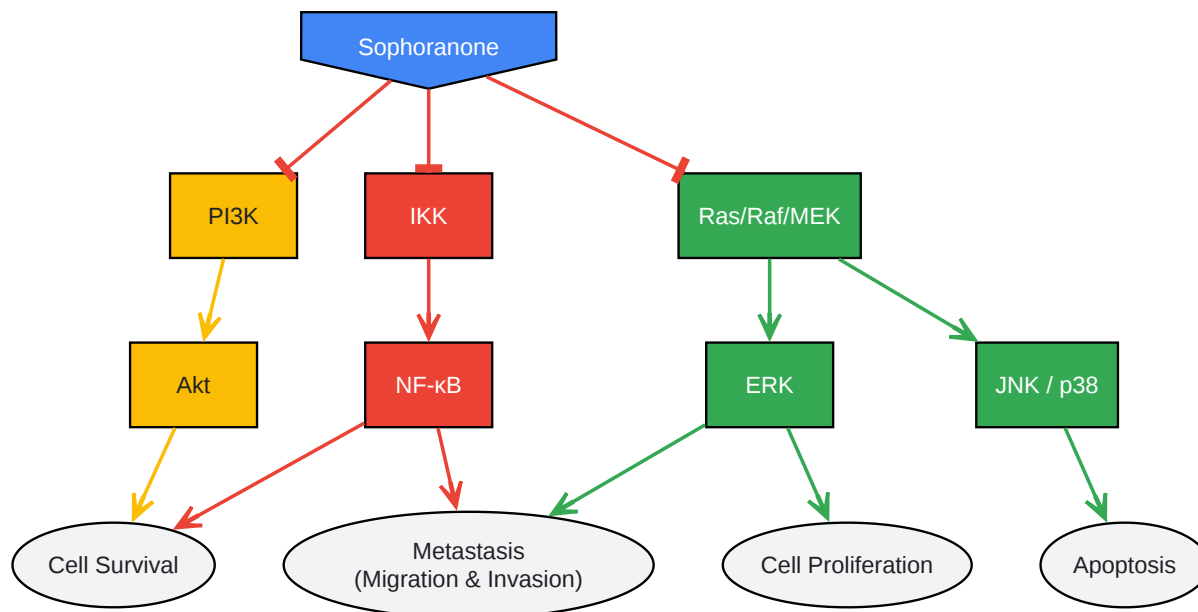 Sophoranone
PI3K
IKK
Ras/Raf/MEK
Akt
NF-κB
ERK
JNK / p38
Cell Survival
Metastasis
(Migration & Invasion)
Cell Proliferation
Apoptosis